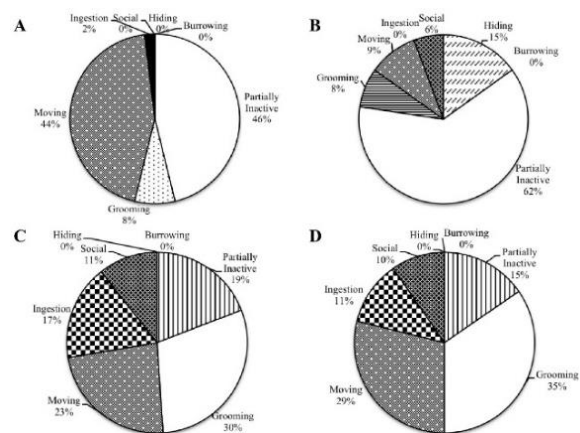 A
Ingestion
2%
Social
0%
Hiding
0%
Burrowing
0%
Partially
Inactive
46%
Grooming
8%
Moving
44%
B
Ingestion
0%
Social
6%
Hiding
15%
Burrowing
0%
Partially
Inactive
62%
Grooming
8%
Moving
9%
C
Hiding
0%
Burrowing
0%
Social
11%
Partially
Inactive
19%
Ingestion
17%
Moving
23%
Grooming
30%
D
Hiding
0%
Burrowing
0%
Social
10%
Partially
Inactive
15%
Ingestion
11%
Moving
29%
Grooming
35%